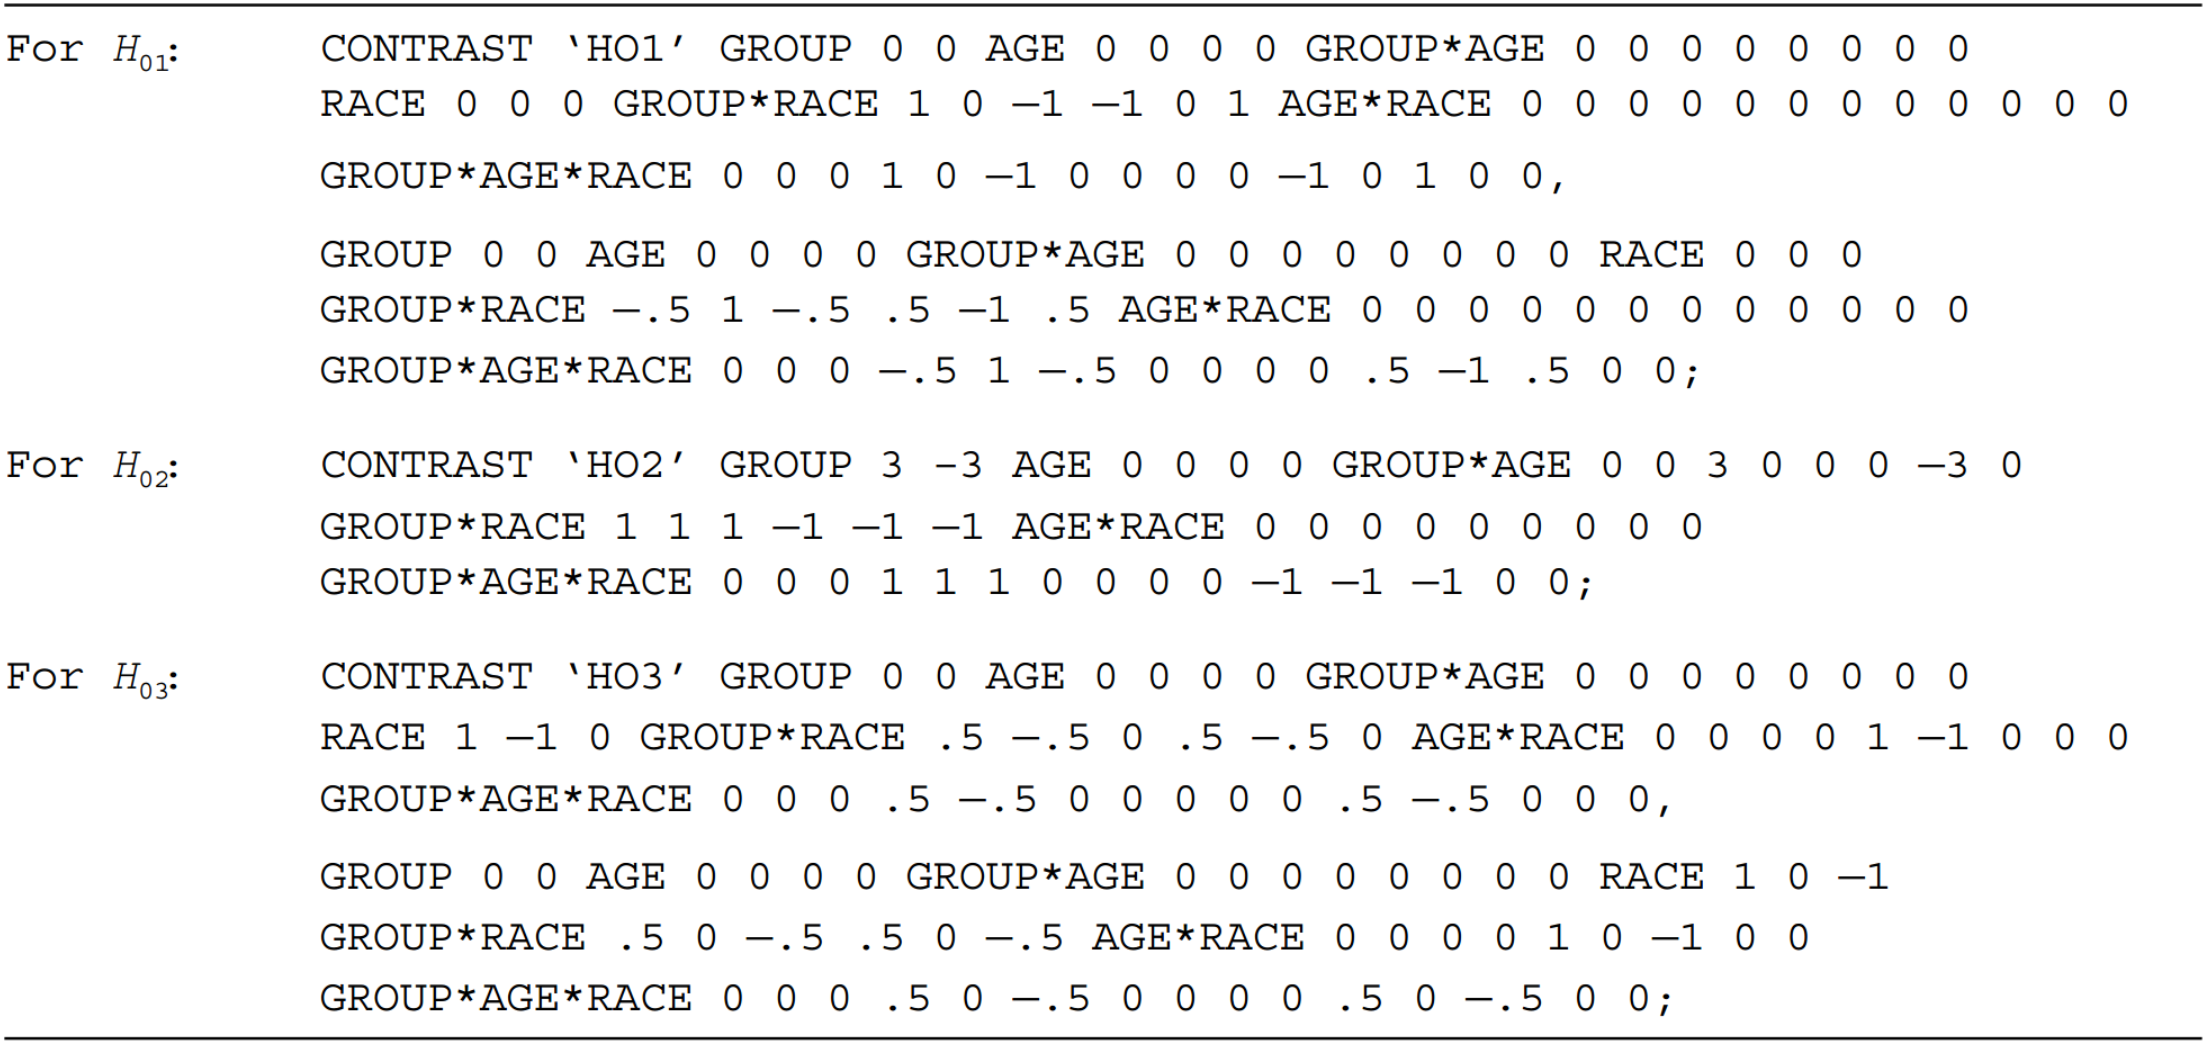 For H01: CONTRAST ‘HO1’ GROUP 0 0 AGE 0 0 0 0 GROUP*AGE 0 0 0 0 0 0 0 0
RACE 0 0 0 GROUP*RACE 1 0 –1 –1 0 1 AGE*RACE 0 0 0 0 0 0 0 0 0 0 0 0
GROUP*AGE*RACE 0 0 0 1 0 –1 0 0 0 0 –1 0 1 0 0,
GROUP 0 0 AGE 0 0 0 0 GROUP*AGE 0 0 0 0 0 0 0 0 RACE 0 0 0
GROUP*RACE –.5 1 –.5 .5 –1 .5 AGE*RACE 0 0 0 0 0 0 0 0 0 0 0 0
GROUP*AGE*RACE 0 0 0 –.5 1 –.5 0 0 0 0 .5 –1 .5 0 0;
For H02: CONTRAST ‘HO2’ GROUP 3 –3 AGE 0 0 0 0 GROUP*AGE 0 0 3 0 0 0 –3 0
GROUP*RACE 1 1 1 –1 –1 –1 AGE*RACE 0 0 0 0 0 0 0 0 0
GROUP*AGE*RACE 0 0 0 1 1 1 0 0 0 0 –1 –1 –1 0 0;
For H03: CONTRAST ‘HO3’ GROUP 0 0 AGE 0 0 0 0 GROUP*AGE 0 0 0 0 0 0 0 0
RACE 1 –1 0 GROUP*RACE .5 –.5 0 .5 –.5 0 AGE*RACE 0 0 0 0 1 –1 0 0 0
GROUP*AGE*RACE 0 0 0 .5 –.5 0 0 0 0 0 .5 –.5 0 0 0,
GROUP 0 0 AGE 0 0 0 0 GROUP*AGE 0 0 0 0 0 0 0 0 RACE 1 0 –1
GROUP*RACE .5 0 –.5 .5 0 –.5 AGE*RACE 0 0 0 0 1 0 –1 0 0
GROUP*AGE*RACE 0 0 0 .5 0 –.5 0 0 0 0 .5 0 –.5 0 0;